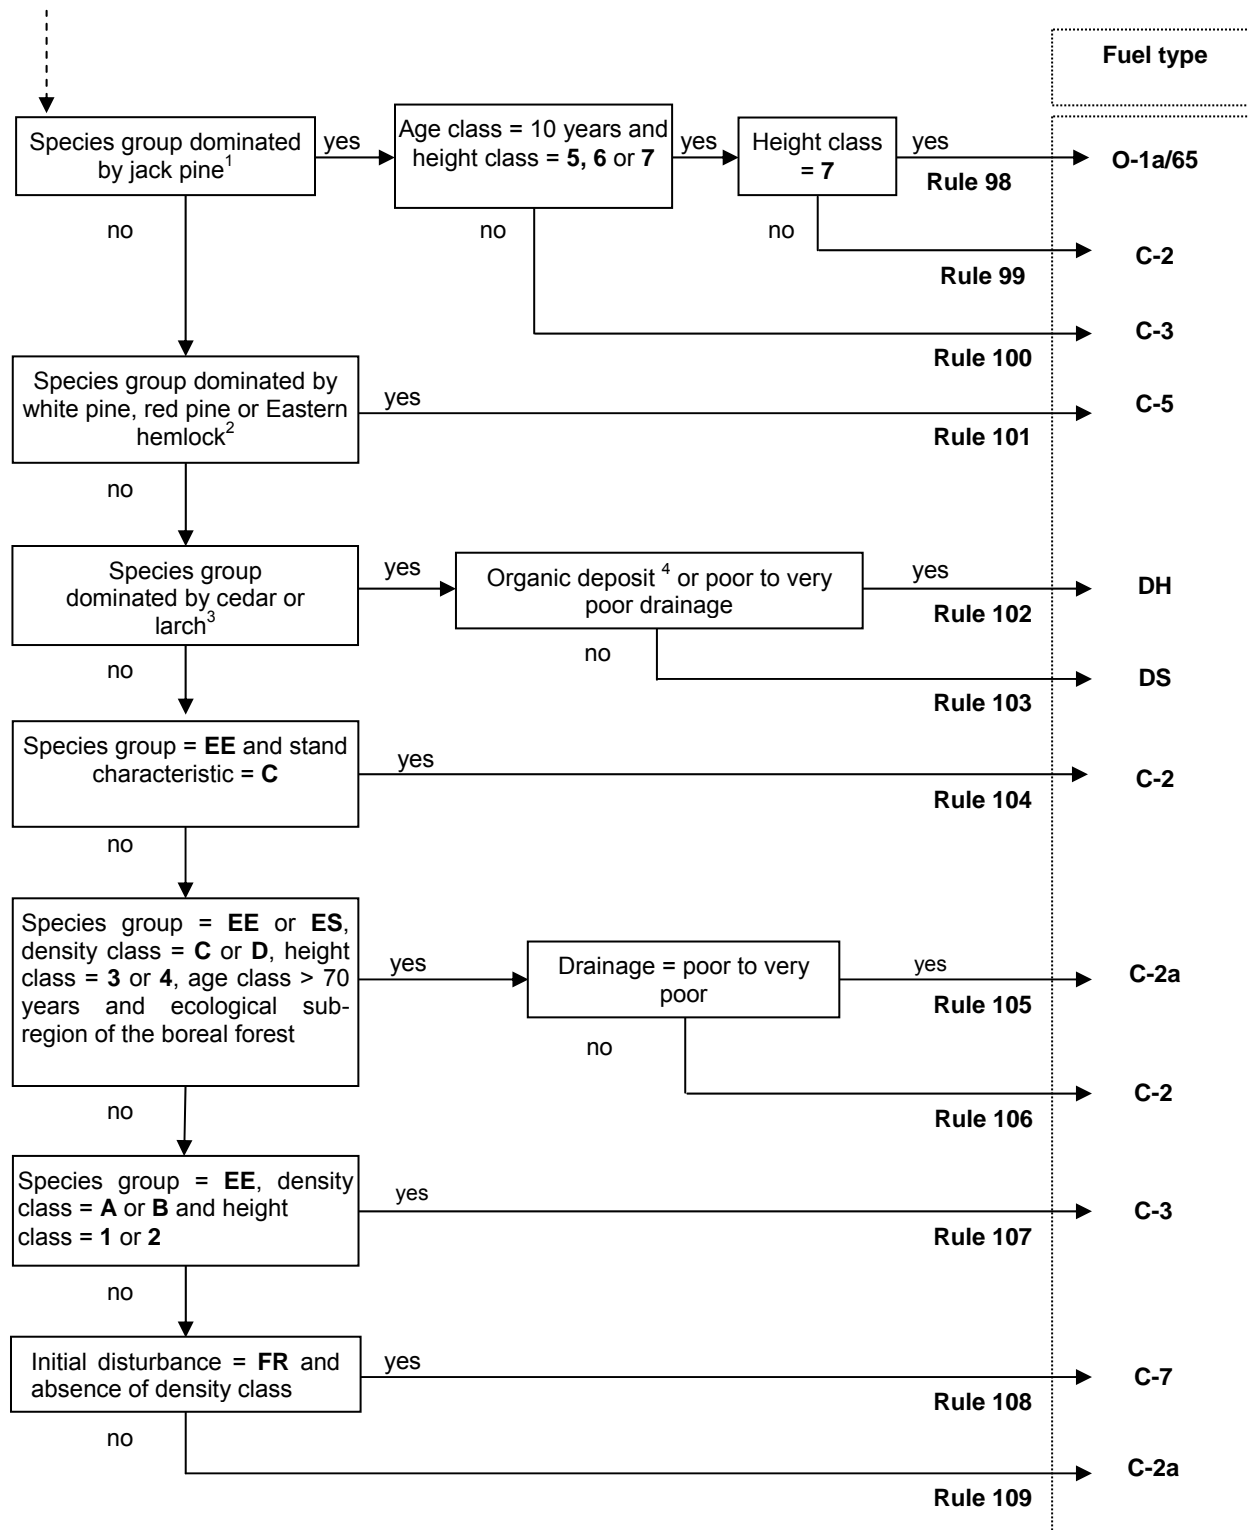 Fuel type
Species group dominated
by jack pine1
yes
Age class = 10 years and
height class = 5, 6 or 7
yes
Height class
= 7
yes
Rule 98
O-1a/65
no
no
no
Rule 99
C-2
Rule 100
C-3
Species group dominated by
white pine, red pine or Eastern
hemlock2
yes
Rule 101
C-5
no
Species group
dominated by cedar or
larch3
yes
Organic deposit 4 or poor to very
poor drainage
yes
Rule 102
DH
no
no
Rule 103
DS
Species group = EE and stand
characteristic = C
yes
Rule 104
C-2
no
Species group = EE or ES,
density class = C or D, height
class = 3 or 4, age class > 70
years and ecological sub-
region of the boreal forest
yes
Drainage = poor to very
poor
yes
Rule 105
C-2a
no
no
Rule 106
C-2
Species group = EE, density
class = A or B and height
class = 1 or 2
yes
Rule 107
C-3
no
Initial disturbance = FR and
absence of density class
yes
Rule 108
C-7
no
Rule 109
C-2a